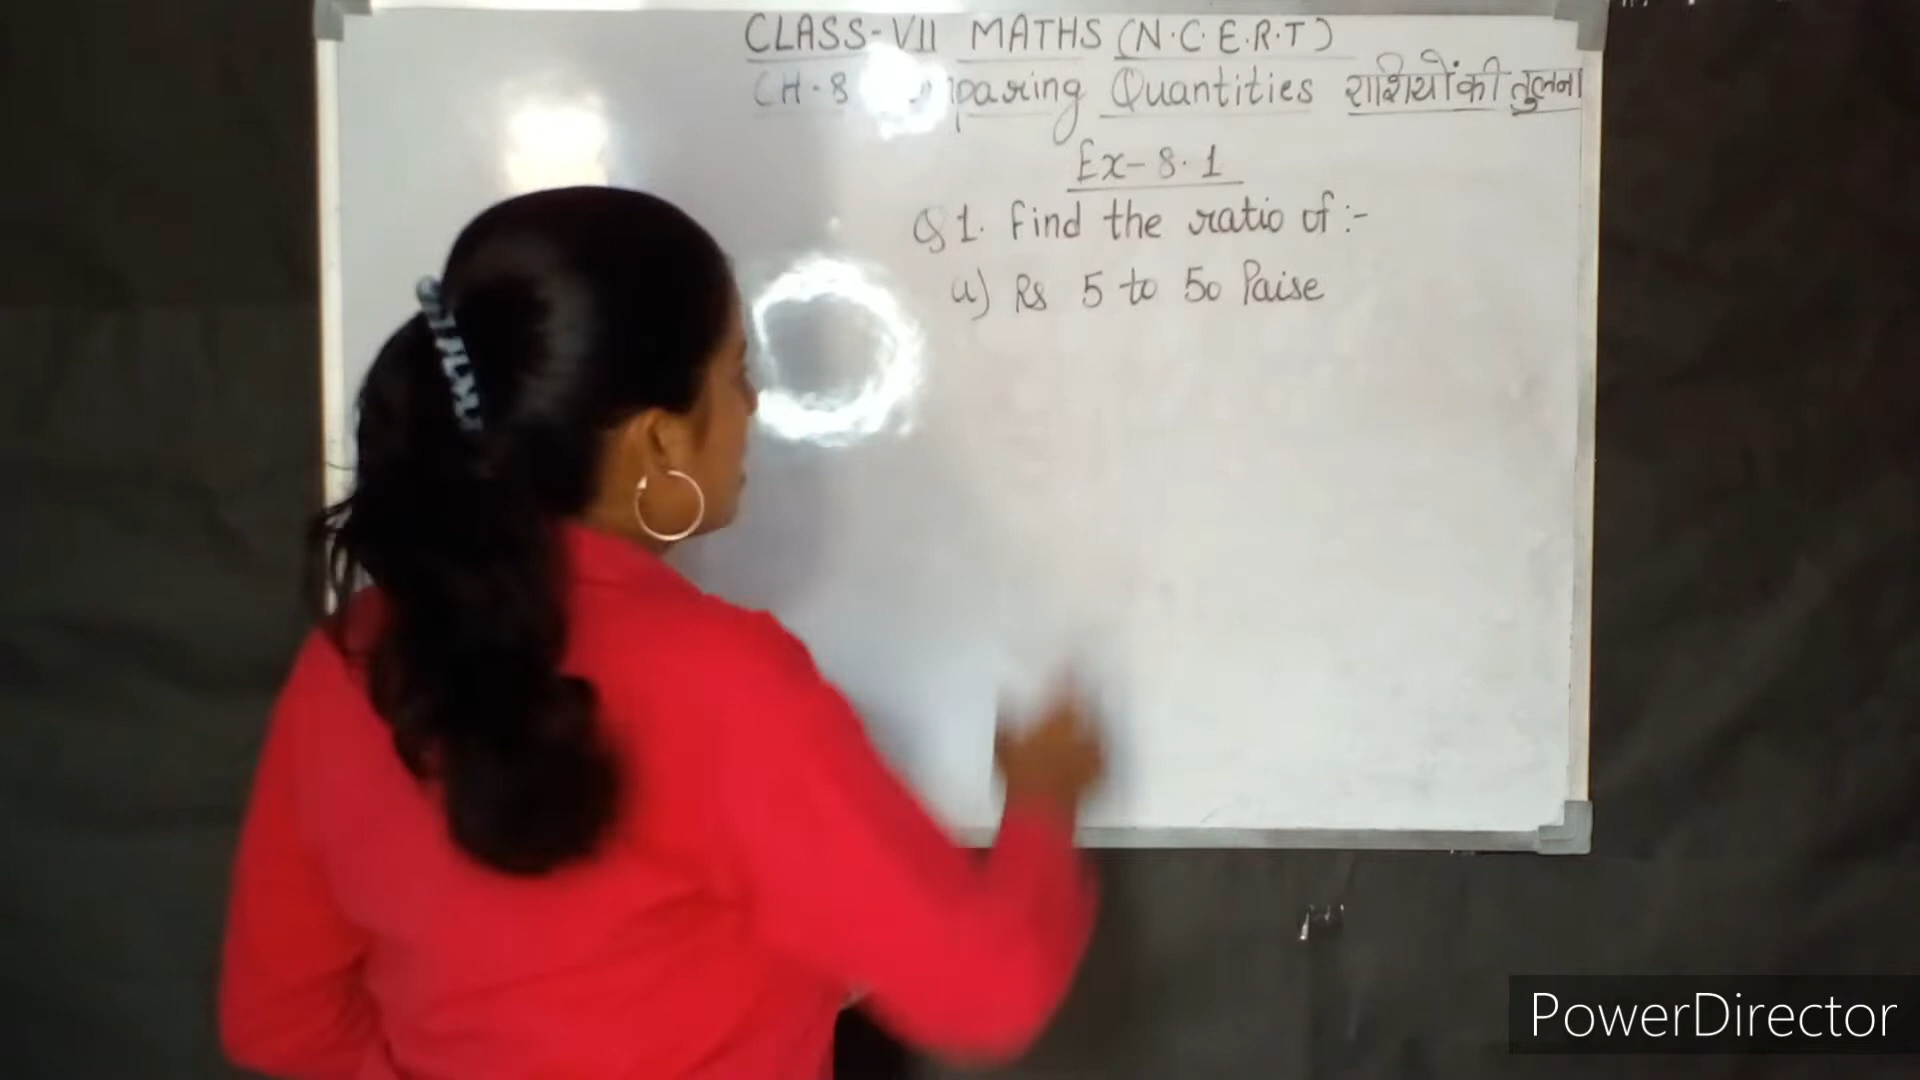 CLASS-VII MATHS (N.C.E.R.T)
CH-8 Quantities राशियों की तुलना
Ex-8.1
Q1. Find the ratio of :-
a) Rs 5 to 50 Paise
PowerDirector